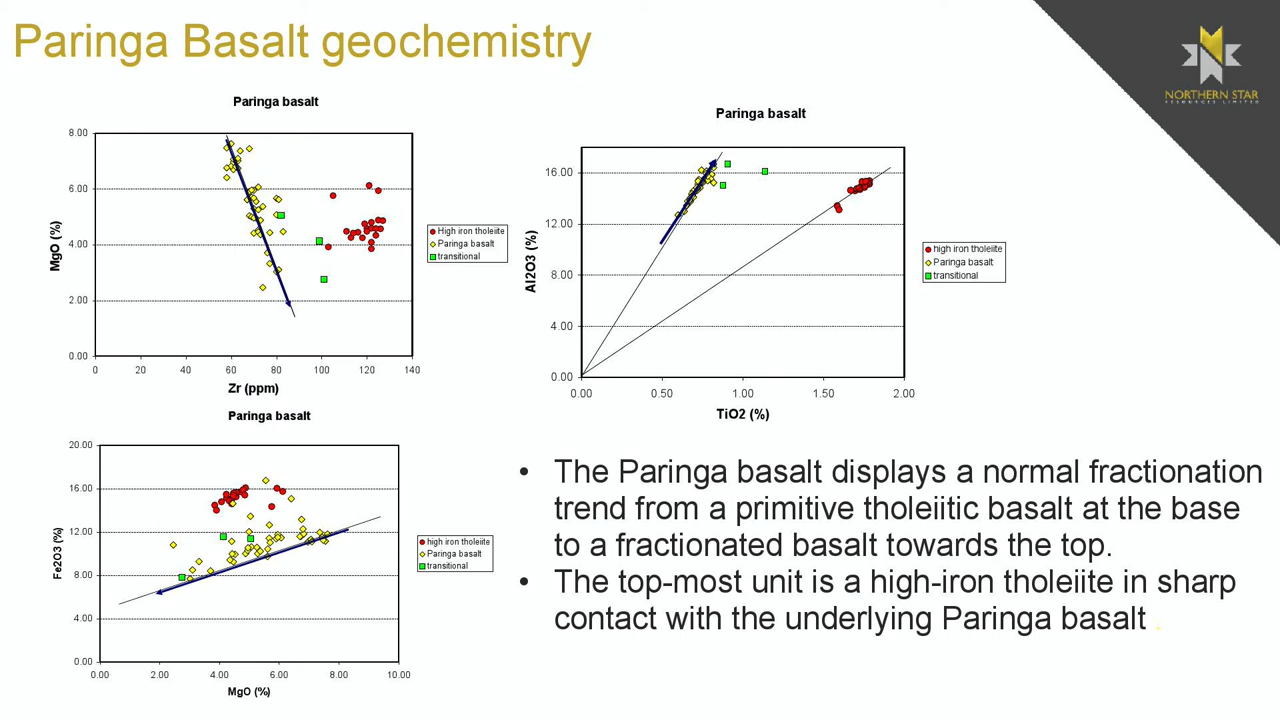 Paringa Basalt geochemistry
NORTHERN STAR
RESOURCES LIMITED
Paringa basalt
8.00
6.00
4.00
2.00
0.00
MgO (%)
0 20 40 60 80 100 120 140
Zr (ppm)
High iron tholeiite
Paringa basalt
transitional
Paringa basalt
16.00
12.00
8.00
4.00
0.00
Al2O3 (%)
0.00 0.50 1.00 1.50 2.00
TiO2 (%)
high iron tholeiite
Paringa basalt
transitional
Paringa basalt
20.00
16.00
12.00
8.00
4.00
0.00
Fe2O3 (%)
0.00 2.00 4.00 6.00 8.00 10.00
MgO (%)
high iron tholeiite
Paringa basalt
transitional
• The Paringa basalt displays a normal fractionation
trend from a primitive tholeiitic basalt at the base
to a fractionated basalt towards the top.
• The top-most unit is a high-iron tholeiite in sharp
contact with the underlying Paringa basalt .